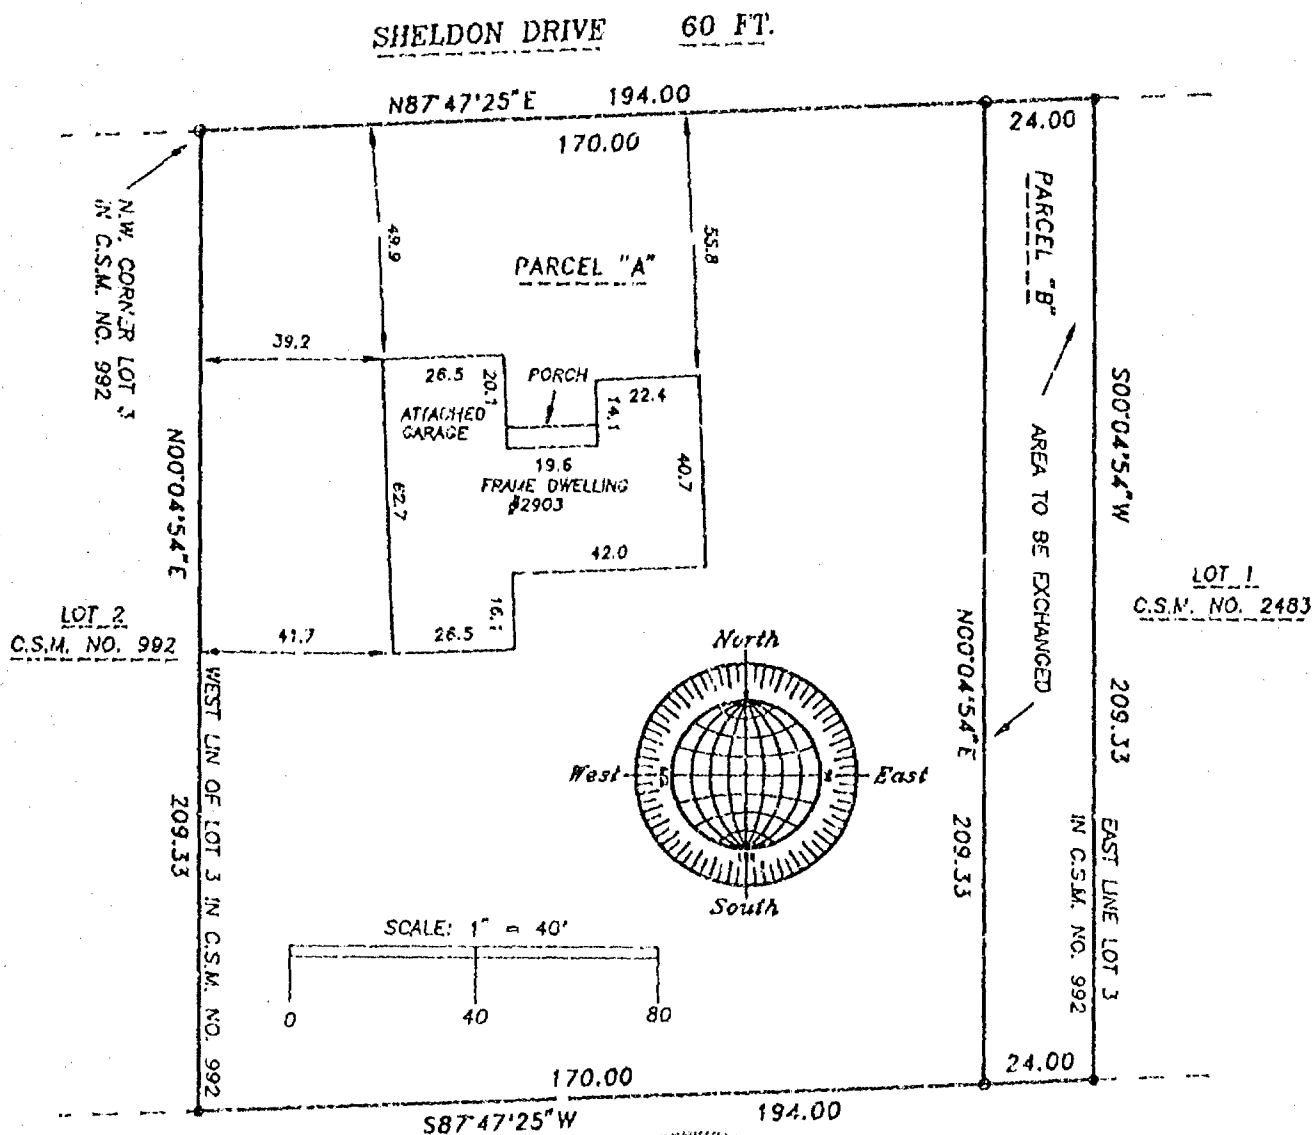 SHELDON DRIVE 60 FT.
N87°47'25"E 194.00
170.00
24.00
N.W. CORNER LOT 3
IN C.S.M. NO. 992
49.9
55.8
PARCEL "A"
PARCEL "B"
39.2
26.5
20.1
PORCH
14.1
22.4
ATTACHED
GARAGE
19.6
FRAME DWELLING
#2903
40.7
62.7
42.0
16.1
26.5
41.7
N00°04'54"E
209.33
LOT 2
C.S.M. NO. 992
WEST LIN OF LOT 3 IN C.S.M. NO. 992
AREA TO BE EXCHANGED
S00°04'54"W
209.33
LOT 1
C.S.M. NO. 2483
N00°04'54"E
209.33
EAST LINE LOT 3
IN C.S.M. NO. 992
North
West
East
South
SCALE: 1" = 40'
0 40 80
170.00
24.00
S87°47'25"W 194.00